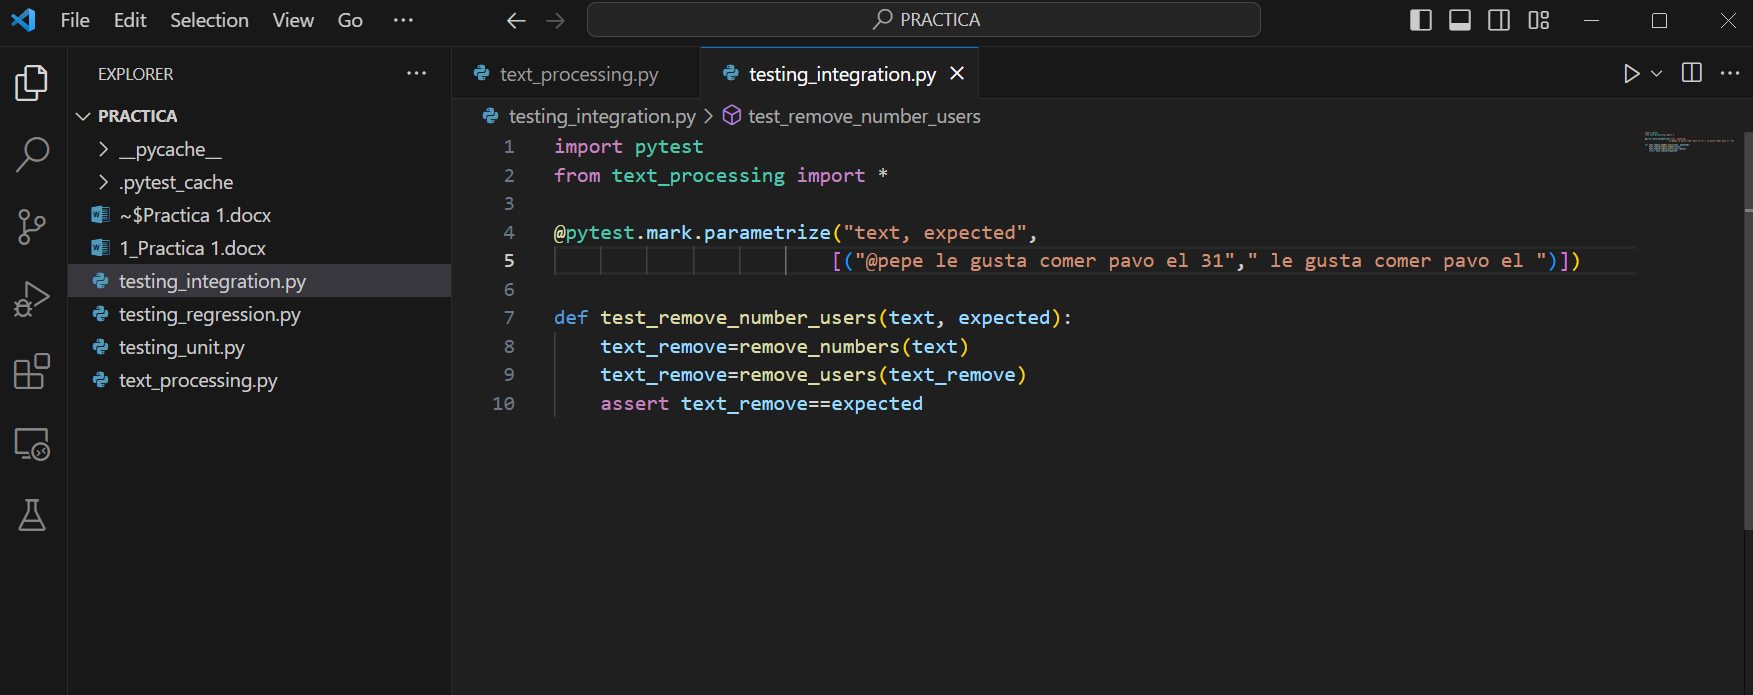 File Edit Selection View Go ··· PRACTICA
EXPLORER ···
PRACTICA
__pycache__
.pytest_cache
~$Practica 1.docx
1_Practica 1.docx
testing_integration.py
testing_regression.py
testing_unit.py
text_processing.py
text_processing.py testing_integration.py
testing_integration.py > test_remove_number_users
1 import pytest
2 from text_processing import *
3
4 @pytest.mark.parametrize("text, expected",
5 [("@pepe le gusta comer pavo el 31"," le gusta comer pavo el ")])
6
7 def test_remove_number_users(text, expected):
8     text_remove=remove_numbers(text)
9     text_remove=remove_users(text_remove)
10     assert text_remove==expected